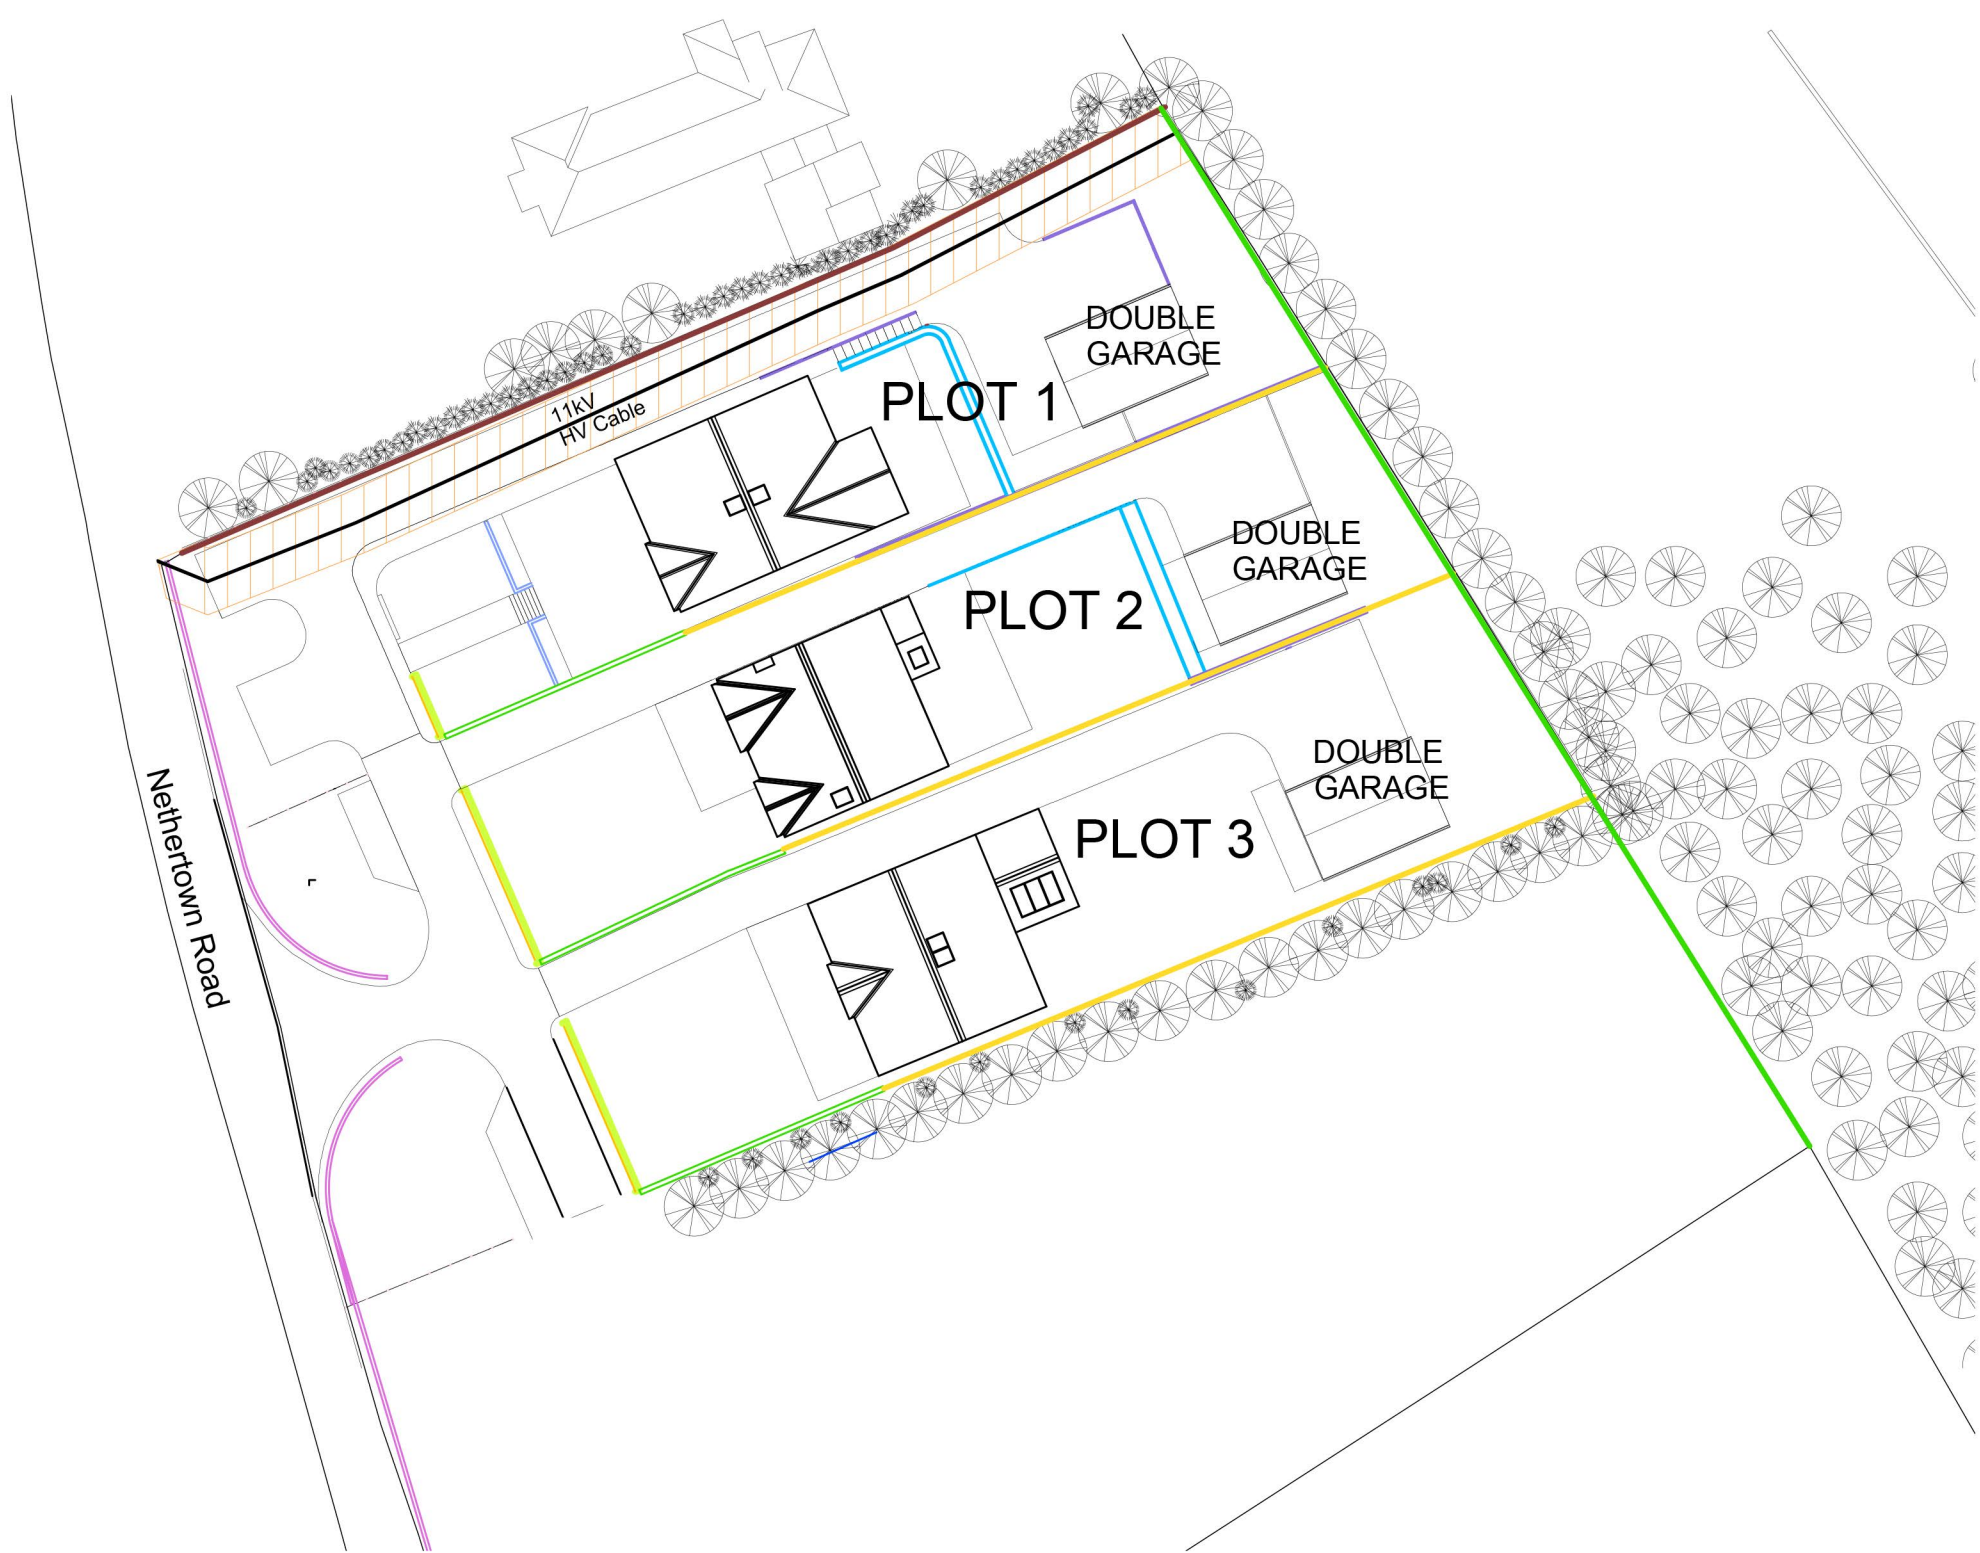 11kV
HV Cable
DOUBLE
GARAGE
PLOT 1
DOUBLE
GARAGE
PLOT 2
DOUBLE
GARAGE
PLOT 3
Nethertown Road